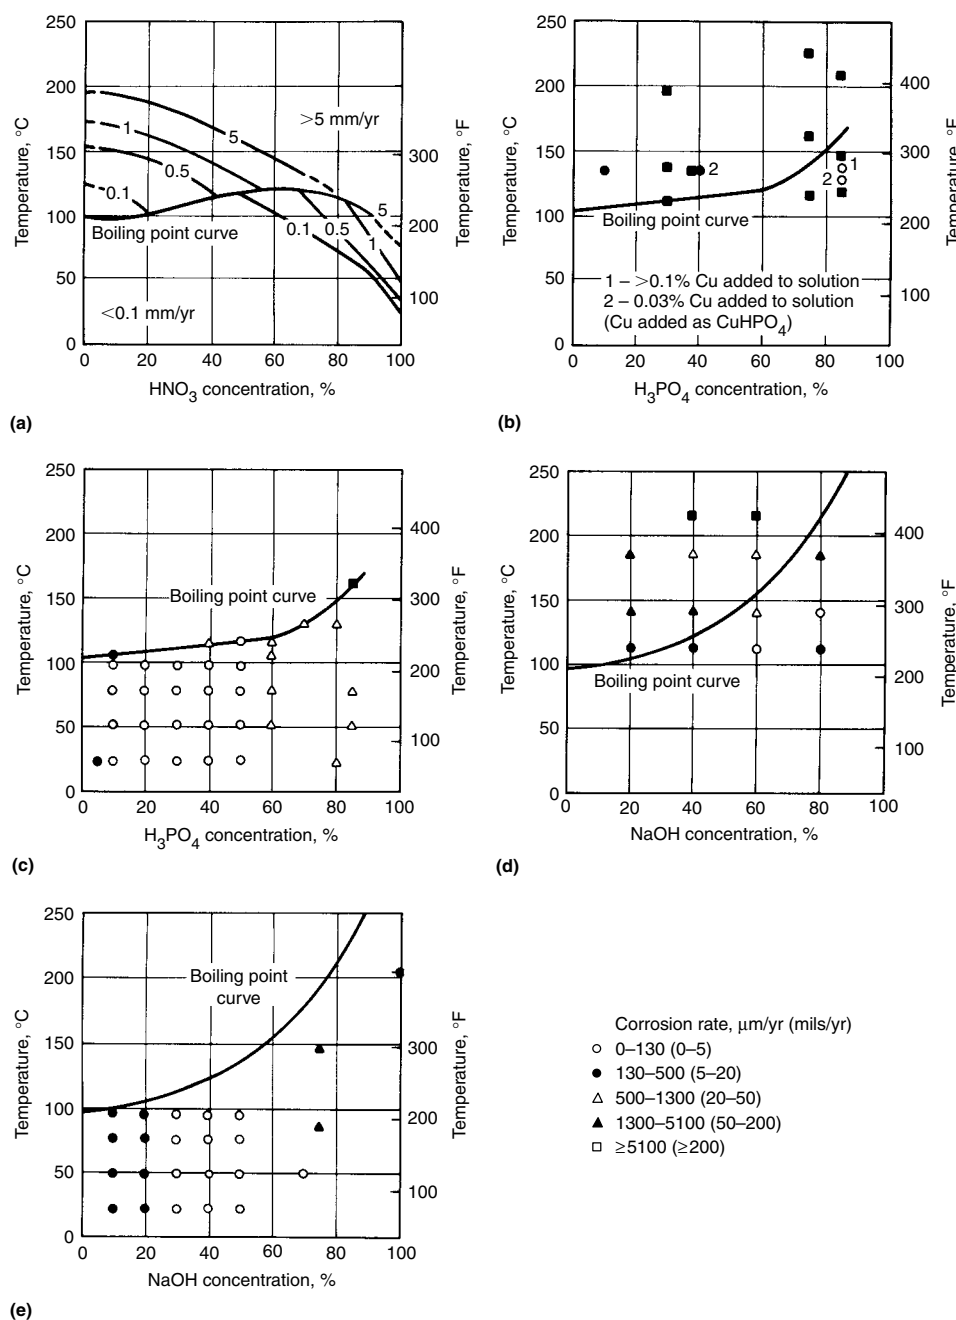 250
200
150
100
50
0
Temperature, °C
300
200
100
Temperature, °F
5
>5 mm/yr
1
0.5
0.1
Boiling point curve
0.1
0.5
1
5
<0.1 mm/yr
0 20 40 60 80 100
HNO3 concentration, %
(a)
250
200
150
100
50
0
Temperature, °C
400
300
200
100
Temperature, °F
2
1
2
Boiling point curve
1 – >0.1% Cu added to solution
2 – 0.03% Cu added to solution
(Cu added as CuHPO4)
0 20 40 60 80 100
H3PO4 concentration, %
(b)
250
200
150
100
50
0
Temperature, °C
400
300
200
100
Temperature, °F
Boiling point curve
0 20 40 60 80 100
H3PO4 concentration, %
(c)
250
200
150
100
50
0
Temperature, °C
400
300
200
100
Temperature, °F
Boiling point curve
0 20 40 60 80 100
NaOH concentration, %
(d)
250
200
150
100
50
0
Temperature, °C
400
300
200
100
Temperature, °F
Boiling point
curve
0 20 40 60 80 100
NaOH concentration, %
(e)
Corrosion rate, μm/yr (mils/yr)
0–130 (0–5)
130–500 (5–20)
500–1300 (20–50)
1300–5100 (50–200)
≥5100 (≥200)